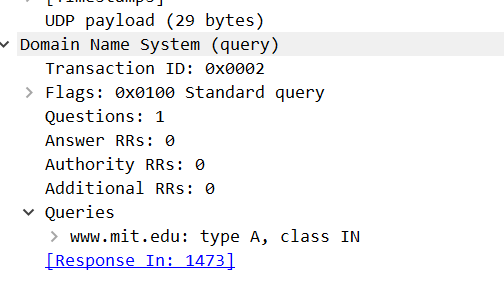 [Timestamps]
UDP payload (29 bytes)
Domain Name System (query)
Transaction ID: 0x0002
Flags: 0x0100 Standard query
Questions: 1
Answer RRs: 0
Authority RRs: 0
Additional RRs: 0
Queries
www.mit.edu: type A, class IN
[Response In: 1473]